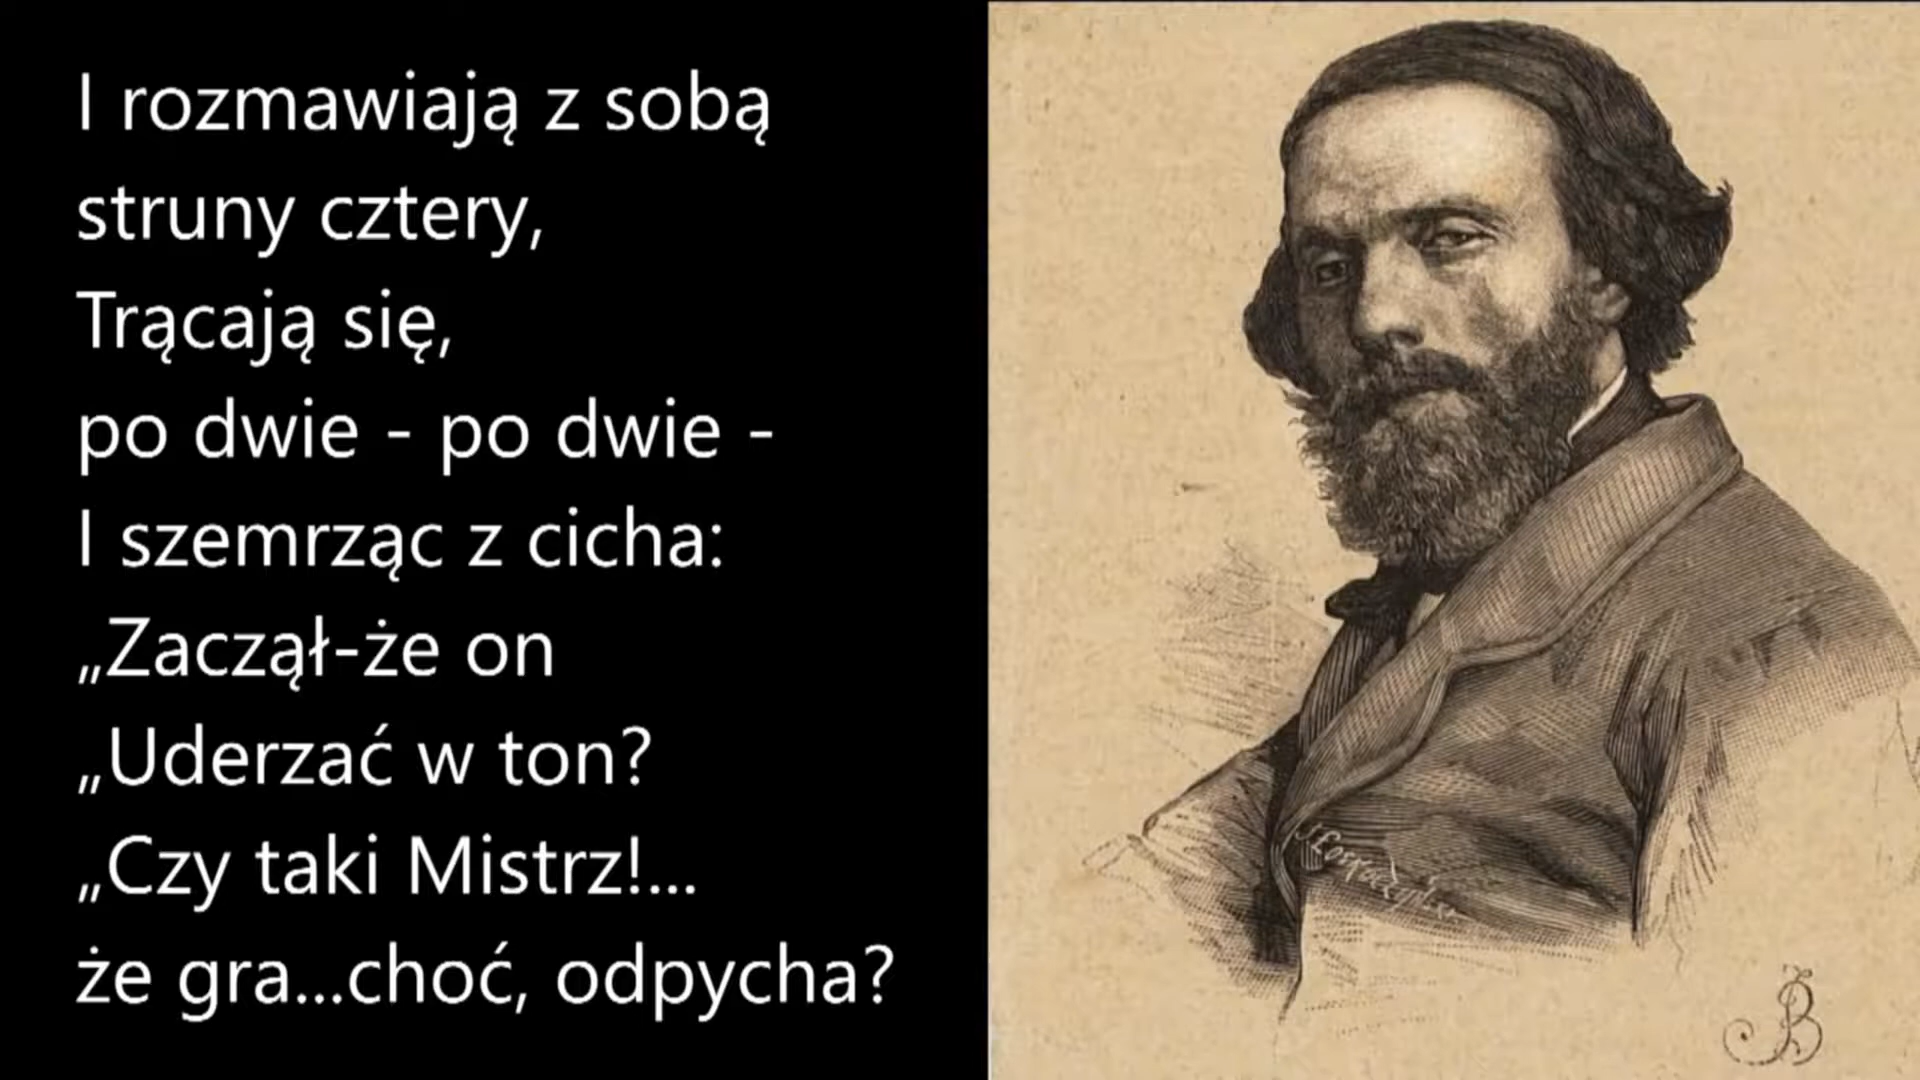 I rozmawiają z sobą
struny cztery,
Trącają się,
po dwie - po dwie -
I szemrząc z cicha:
„Zaczął-że on
„Uderzać w ton?
„Czy taki Mistrz!...
że gra...choć, odpycha?